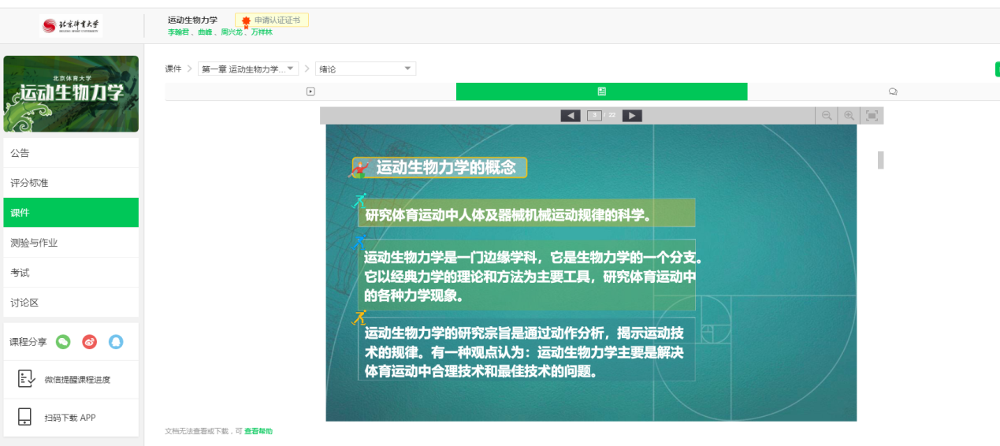 北京体育大学
BEIJING SPORT UNIVERSITY
运动生物力学
申请认证证书
李翰君、曲峰、周兴龙、万祥林
北京体育大学
运动生物力学
公告
评分标准
课件
测验与作业
考试
讨论区
课程分享
微信提醒课程进度
扫码下载 APP
课件 > 第一章 运动生物力学... > 绪论
3 / 22
运动生物力学的概念
研究体育运动中人体及器械机械运动规律的科学。
运动生物力学是一门边缘学科，它是生物力学的一个分支。
它以经典力学的理论和方法为主要工具，研究体育运动中
的各种力学现象。
运动生物力学的研究宗旨是通过动作分析，揭示运动技
术的规律。有一种观点认为：运动生物力学主要是解决
体育运动中合理技术和最佳技术的问题。
文档无法查看或下载，可 查看帮助